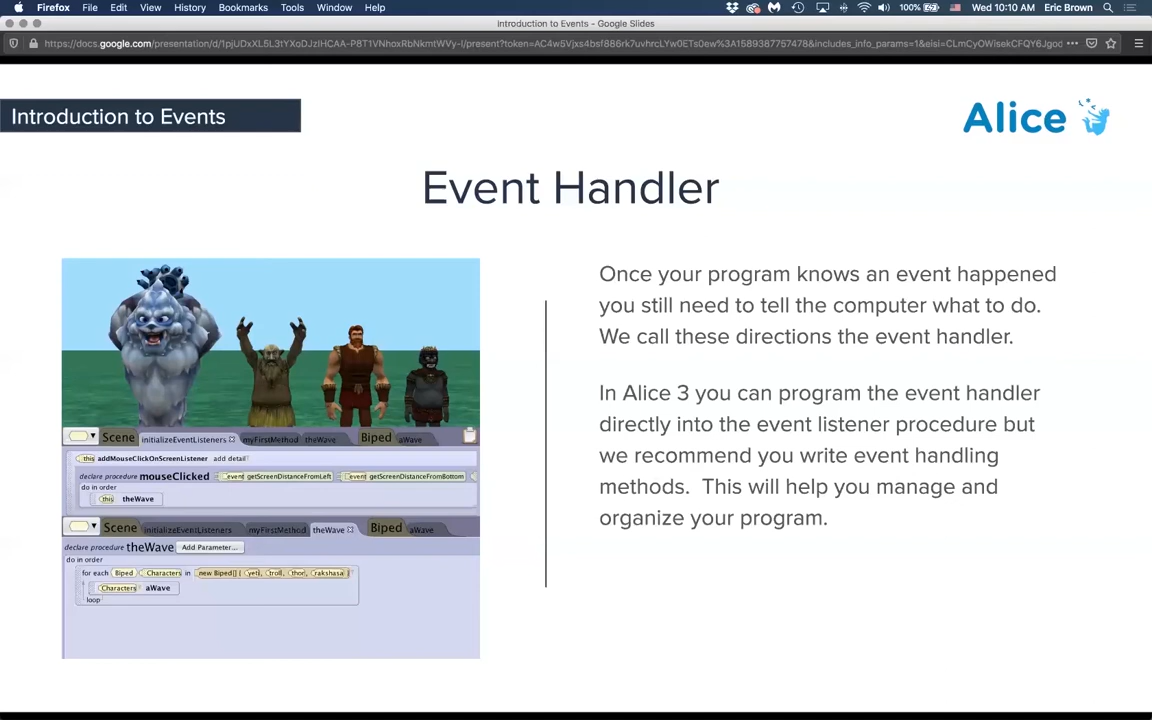 Firefox File Edit View History Bookmarks Tools Window Help 100% Wed 10:10 AM Eric Brown
Introduction to Events - Google Slides
Introduction to Events
Alice
Event Handler
Once your program knows an event happened
you still need to tell the computer what to do.
We call these directions the event handler.
In Alice 3 you can program the event handler
directly into the event listener procedure but
we recommend you write event handling
methods. This will help you manage and
organize your program.
Scene initializeEventListeners myFirstMethod theWave Biped aWave
this addMouseClickOnScreenListener add detail
declare procedure mouseClicked event getScreenDistanceFromLeft event getScreenDistanceFromBottom
do in order
this theWave
Scene initializeEventListeners myFirstMethod theWave Biped aWave
declare procedure theWave Add Parameter...
do in order
for each Biped Characters in new Biped[] { yeti, troll, thor, rakshasa }
Characters aWave
loop